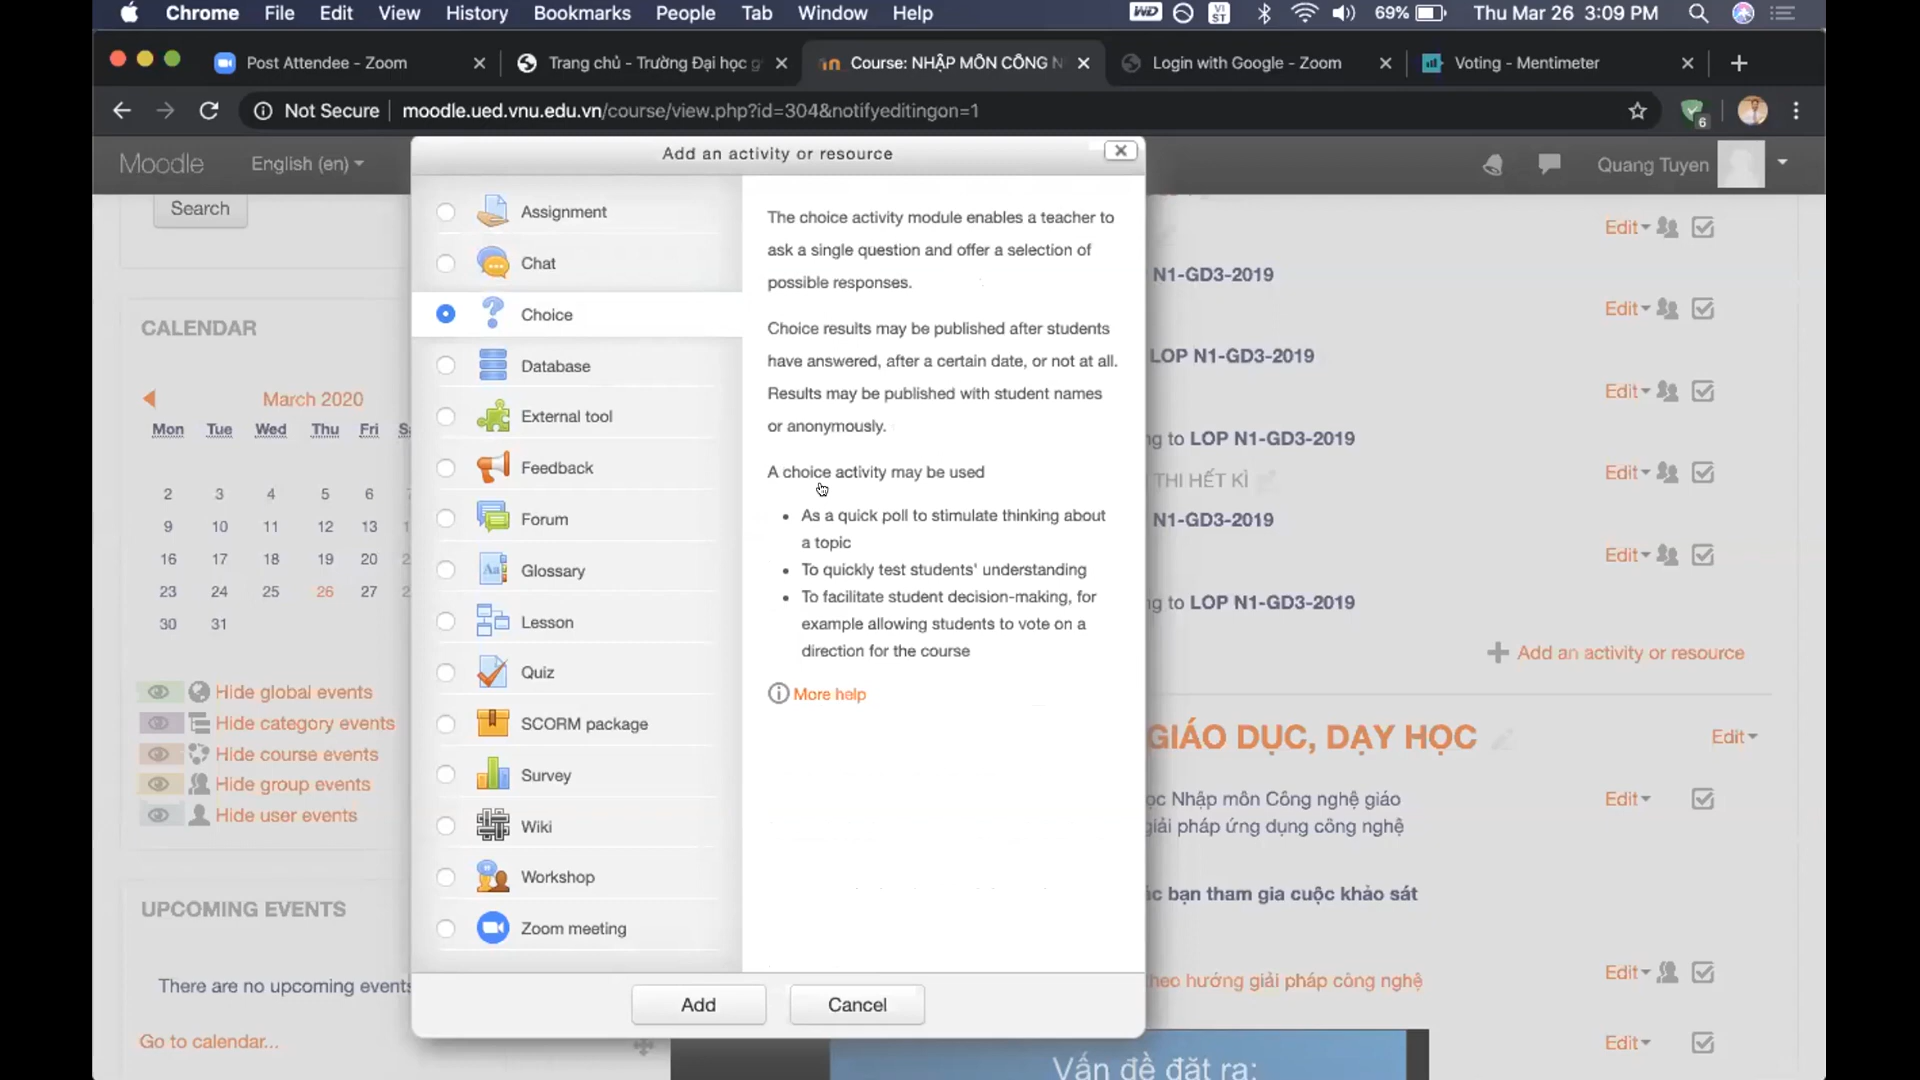 Chrome File Edit View History Bookmarks People Tab Window Help
WD VI ST 69% Thu Mar 26 3:09 PM
Post Attendee - Zoom
Trang chủ - Trường Đại học g
Course: NHẬP MÔN CÔNG N
Login with Google - Zoom
Voting - Mentimeter
Not Secure moodle.ued.vnu.edu.vn/course/view.php?id=304&notifyeditingon=1
6
Moodle English (en)
Quang Tuyen
Search
CALENDAR
March 2020
Mon Tue Wed Thu Fri
2 3 4 5 6
9 10 11 12 13
16 17 18 19 20
23 24 25 26 27
30 31
Hide global events
Hide category events
Hide course events
Hide group events
Hide user events
UPCOMING EVENTS
There are no upcoming events
Go to calendar...
Add an activity or resource
Assignment
Chat
Choice
Database
External tool
Feedback
Forum
Glossary
Lesson
Quiz
SCORM package
Survey
Wiki
Workshop
Zoom meeting
The choice activity module enables a teacher to
ask a single question and offer a selection of
possible responses.
Choice results may be published after students
have answered, after a certain date, or not at all.
Results may be published with student names
or anonymously.
A choice activity may be used
• As a quick poll to stimulate thinking about
a topic
• To quickly test students' understanding
• To facilitate student decision-making, for
example allowing students to vote on a
direction for the course
More help
Add Cancel
Edit
N1-GD3-2019
Edit
LOP N1-GD3-2019
Edit
ng to LOP N1-GD3-2019
Edit
THI HẾT KÌ
N1-GD3-2019
Edit
ng to LOP N1-GD3-2019
Add an activity or resource
GIÁO DỤC, DẠY HỌC Edit
ọc Nhập môn Công nghệ giáo Edit
giải pháp ứng dụng công nghệ
ác bạn tham gia cuộc khảo sát
Edit
theo hướng giải pháp công nghệ
Edit
Vấn đề đặt ra: